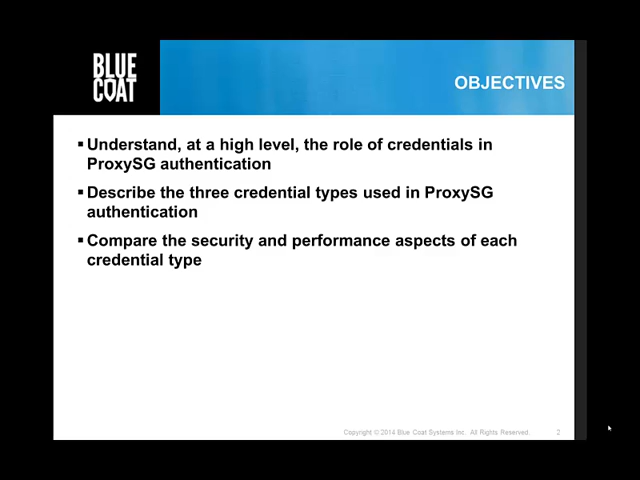 BLUE
COAT
OBJECTIVES
▪ Understand, at a high level, the role of credentials in
ProxySG authentication
▪ Describe the three credential types used in ProxySG
authentication
▪ Compare the security and performance aspects of each
credential type
Copyright © 2014 Blue Coat Systems Inc. All Rights Reserved. 2